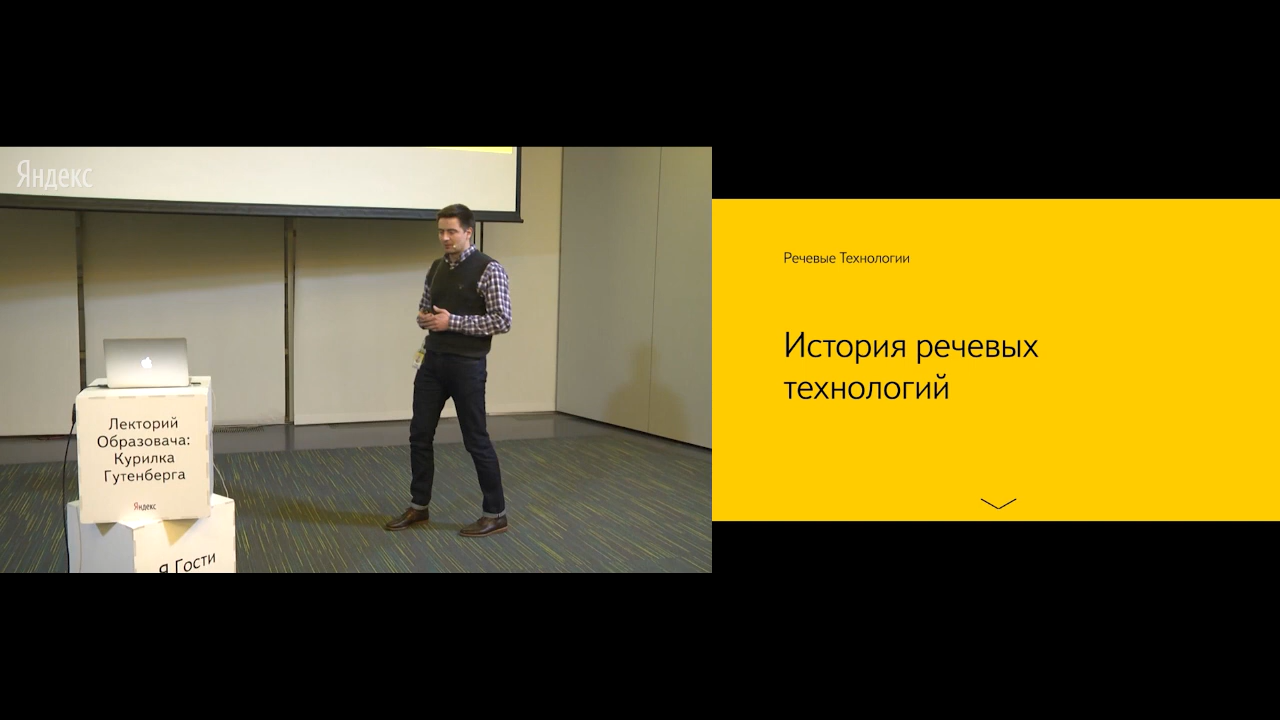 Яндекс
Лекторий
Образовача:
Курилка
Гутенберга
Яндекс
Я Гости
Речевые Технологии
История речевых
технологий